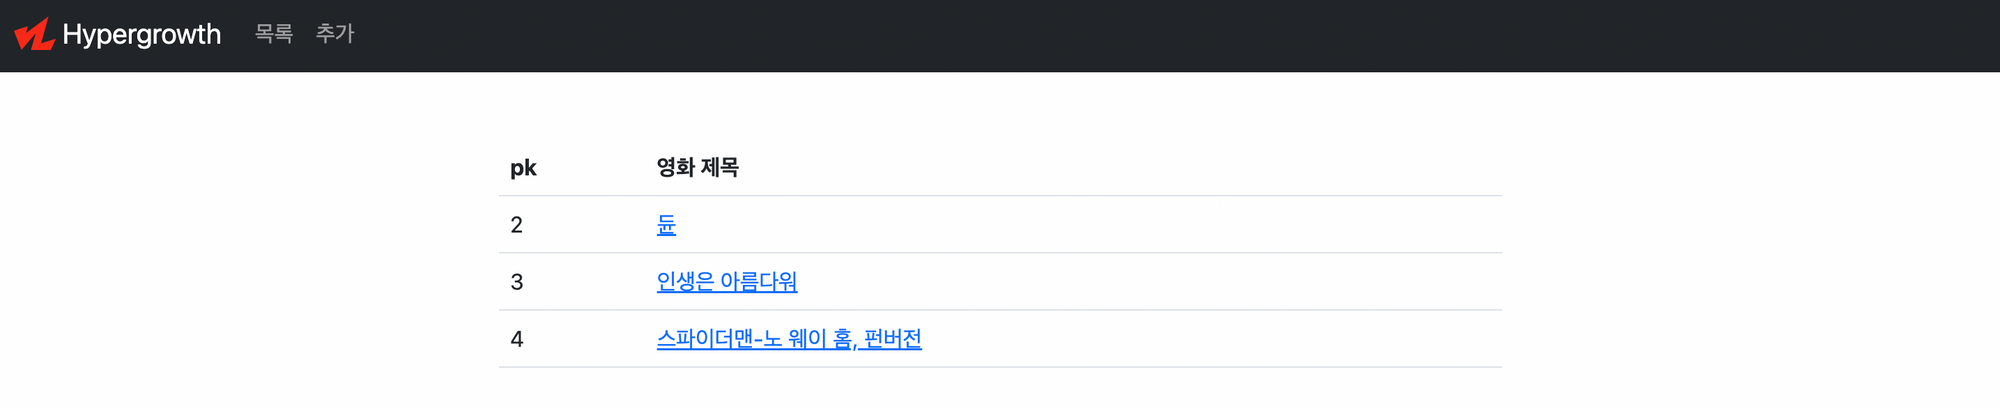 Hypergrowth 목록 추가
pk 영화 제목
2 듄
3 인생은 아름다워
4 스파이더맨-노 웨이 홈, 펀버전